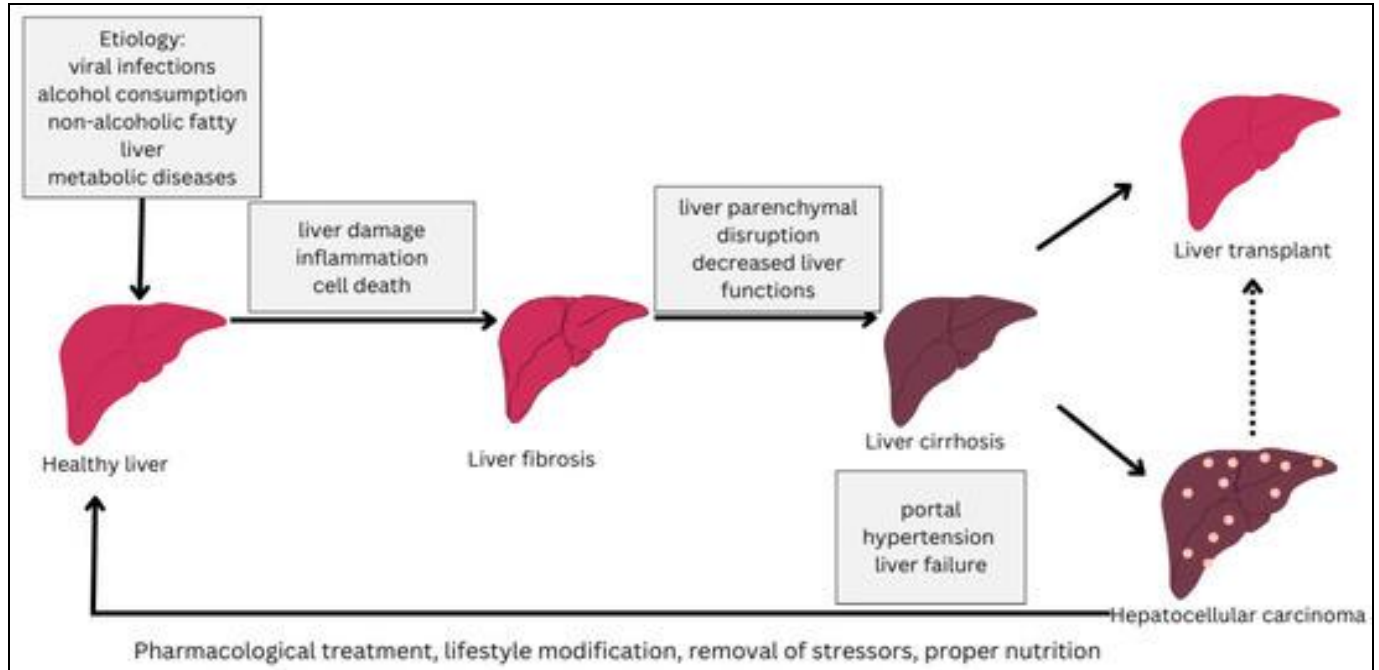 Etiology:
viral infections
alcohol consumption
non-alcoholic fatty
liver
metabolic diseases
liver damage
inflammation
cell death
liver parenchymal
disruption
decreased liver
functions
Liver transplant
Healthy liver
Liver fibrosis
Liver cirrhosis
portal
hypertension
liver failure
Hepatocellular carcinoma
Pharmacological treatment, lifestyle modification, removal of stressors, proper nutrition